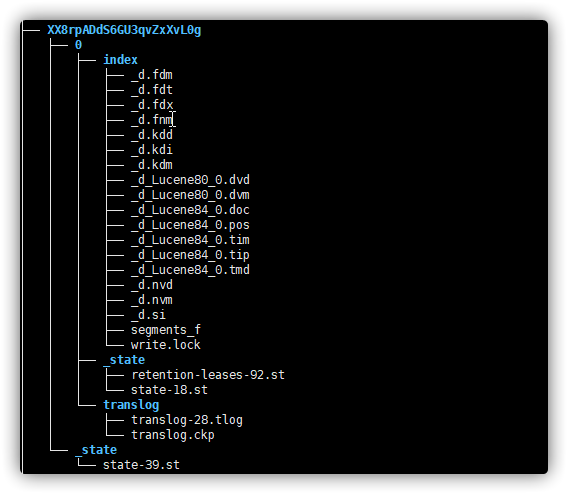 XX8rpADdS6GU3qvZxXvL0g
0
index
_d.fdm
_d.fdt
_d.fdx
_d.fnm
_d.kdd
_d.kdi
_d.kdm
_d_Lucene80_0.dvd
_d_Lucene80_0.dvm
_d_Lucene84_0.doc
_d_Lucene84_0.pos
_d_Lucene84_0.tim
_d_Lucene84_0.tip
_d_Lucene84_0.tmd
_d.nvd
_d.nvm
_d.si
segments_f
write.lock
_state
retention-leases-92.st
state-18.st
translog
translog-28.tlog
translog.ckp
_state
state-39.st